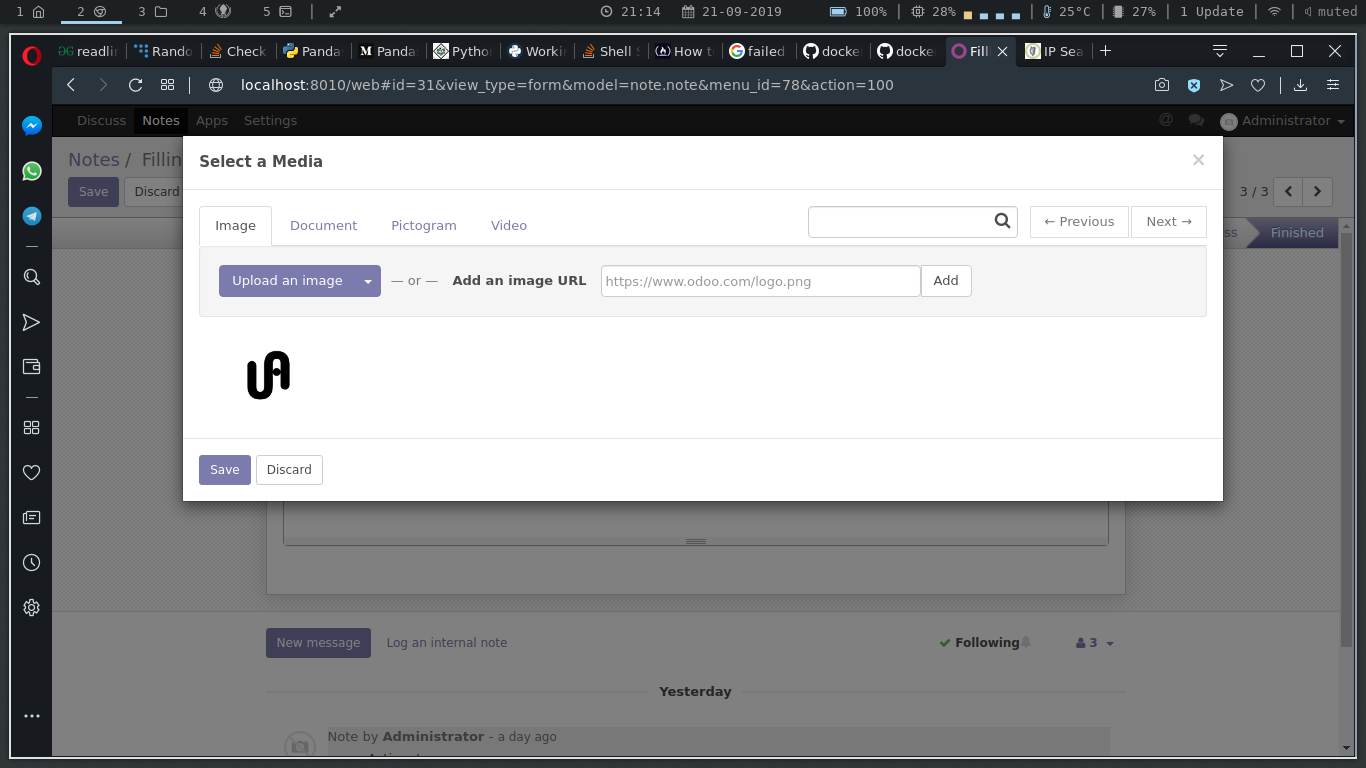 1 2 3 4 5 21:14 21-09-2019 100% 28% 25°C 27% 1 Update muted
readlin Rando Check Panda Panda Pytho Worki Shell S How t failed docke docke Fill IP Sea
localhost:8010/web#id=31&view_type=form&model=note.note&menu_id=78&action=100
Discuss Notes Apps Settings @ Administrator
Notes / Fillin
Save Discard 3 / 3
ss Finished
Select a Media ×
Image Document Pictogram Video ← Previous Next →
Upload an image — or — Add an image URL https://www.odoo.com/logo.png Add
Save Discard
New message Log an internal note Following 3
Yesterday
Note by Administrator - a day ago